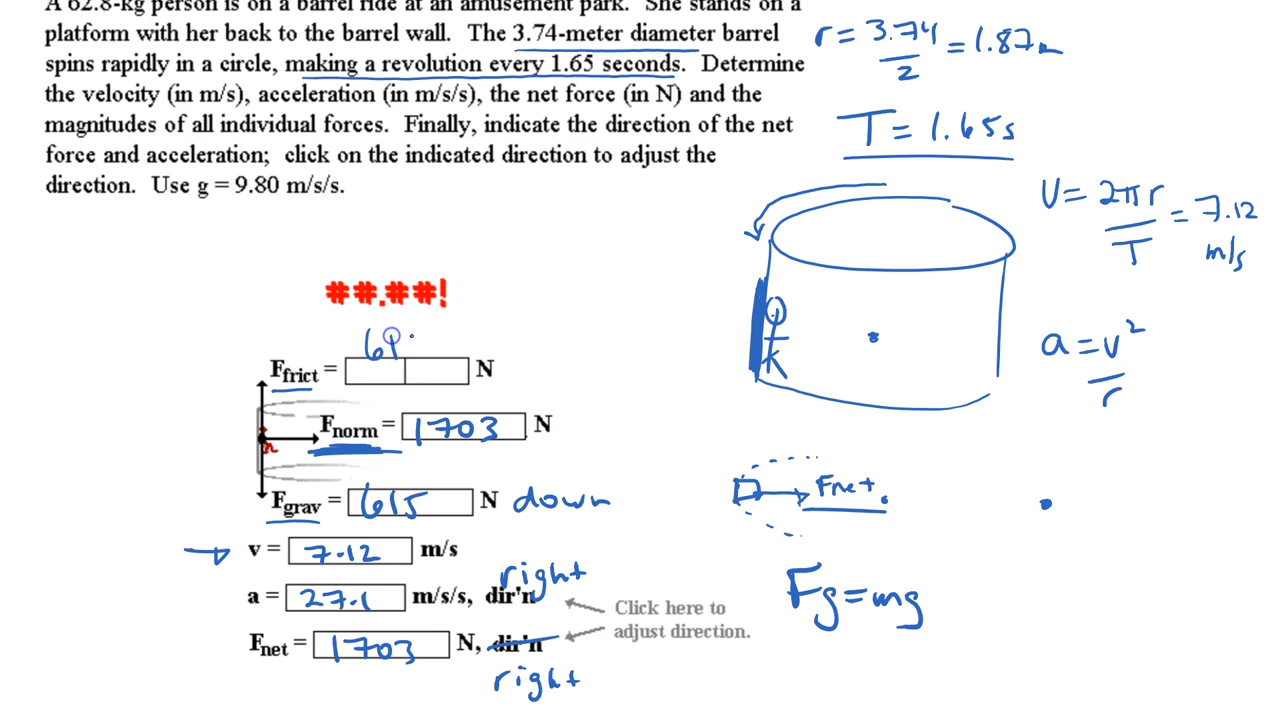 A 62.8-kg person is on a barrel ride at an amusement park. She stands on a
platform with her back to the barrel wall. The 3.74-meter diameter barrel
spins rapidly in a circle, making a revolution every 1.65 seconds. Determine
the velocity (in m/s), acceleration (in m/s/s), the net force (in N) and the
magnitudes of all individual forces. Finally, indicate the direction of the net
force and acceleration; click on the indicated direction to adjust the
direction. Use g = 9.80 m/s/s.
r = 3.74/2 = 1.87m
T = 1.65s
V = 2πr/T = 7.12 m/s
a = v²/r
##.##!
61
Ffrict = N
Fnorm = 1703 N
Fgrav = 615 N down
v = 7.12 m/s
a = 27.1 m/s/s, dir'n right
Click here to
adjust direction.
Fnet = 1703 N, dir'n
right
Fnet
Fg = mg